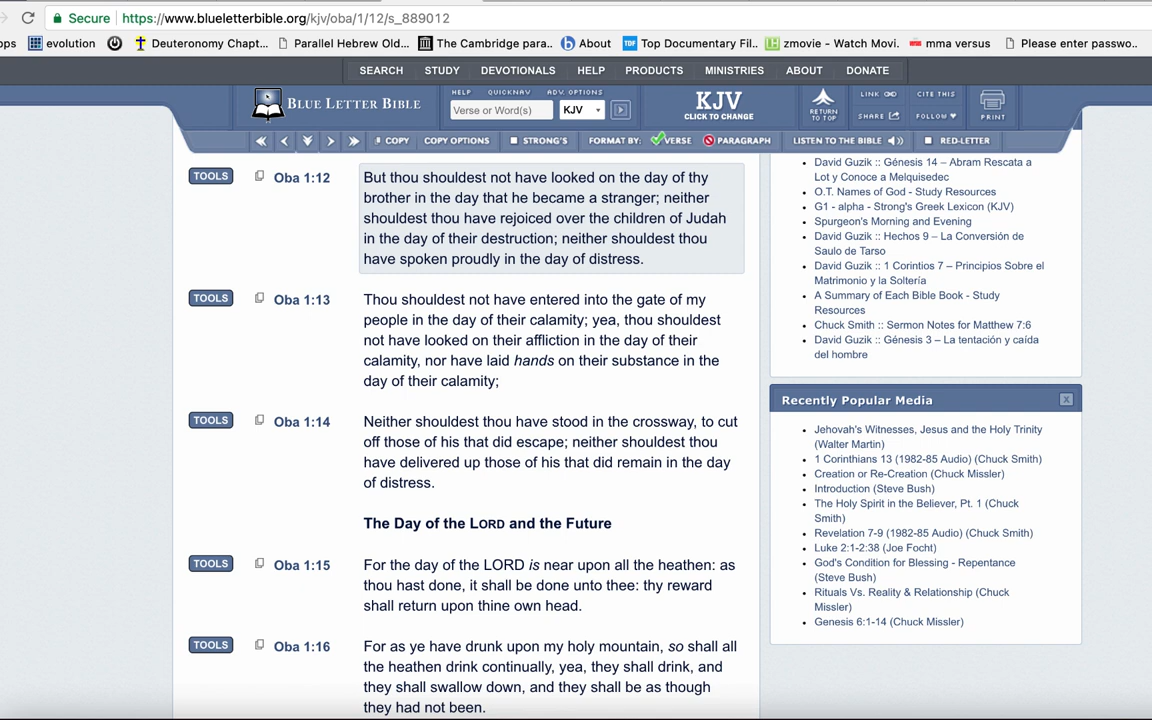 Secure https://www.blueletterbible.org/kjv/oba/1/12/s_889012
ops evolution Deuteronomy Chapt... Parallel Hebrew Old... The Cambridge para.. About Top Documentary Fil.. zmovie - Watch Movi. mma versus Please enter passwo..
SEARCH STUDY DEVOTIONALS HELP PRODUCTS MINISTRIES ABOUT DONATE
BLUE LETTER BIBLE
HELP QUICKNAV ADV. OPTIONS
Verse or Word(s) KJV
KJV
CLICK TO CHANGE
RETURN
TO TOP
LINK CITE THIS
SHARE FOLLOW
PRINT
COPY COPY OPTIONS STRONG'S FORMAT BY: VERSE PARAGRAPH LISTEN TO THE BIBLE RED-LETTER
TOOLS Oba 1:12 But thou shouldest not have looked on the day of thy
brother in the day that he became a stranger; neither
shouldest thou have rejoiced over the children of Judah
in the day of their destruction; neither shouldest thou
have spoken proudly in the day of distress.
TOOLS Oba 1:13 Thou shouldest not have entered into the gate of my
people in the day of their calamity; yea, thou shouldest
not have looked on their affliction in the day of their
calamity, nor have laid hands on their substance in the
day of their calamity;
TOOLS Oba 1:14 Neither shouldest thou have stood in the crossway, to cut
off those of his that did escape; neither shouldest thou
have delivered up those of his that did remain in the day
of distress.
The Day of the LORD and the Future
TOOLS Oba 1:15 For the day of the LORD is near upon all the heathen: as
thou hast done, it shall be done unto thee: thy reward
shall return upon thine own head.
TOOLS Oba 1:16 For as ye have drunk upon my holy mountain, so shall all
the heathen drink continually, yea, they shall drink, and
they shall swallow down, and they shall be as though
they had not been.
David Guzik :: Génesis 14 – Abram Rescata a
Lot y Conoce a Melquisedec
O.T. Names of God - Study Resources
G1 - alpha - Strong's Greek Lexicon (KJV)
Spurgeon's Morning and Evening
David Guzik :: Hechos 9 – La Conversión de
Saulo de Tarso
David Guzik :: 1 Corintios 7 – Principios Sobre el
Matrimonio y la Soltería
A Summary of Each Bible Book - Study
Resources
Chuck Smith :: Sermon Notes for Matthew 7:6
David Guzik :: Génesis 3 – La tentación y caída
del hombre
Recently Popular Media X
Jehovah's Witnesses, Jesus and the Holy Trinity
(Walter Martin)
1 Corinthians 13 (1982-85 Audio) (Chuck Smith)
Creation or Re-Creation (Chuck Missler)
Introduction (Steve Bush)
The Holy Spirit in the Believer, Pt. 1 (Chuck
Smith)
Revelation 7-9 (1982-85 Audio) (Chuck Smith)
Luke 2:1-2:38 (Joe Focht)
God's Condition for Blessing - Repentance
(Steve Bush)
Rituals Vs. Reality & Relationship (Chuck
Missler)
Genesis 6:1-14 (Chuck Missler)